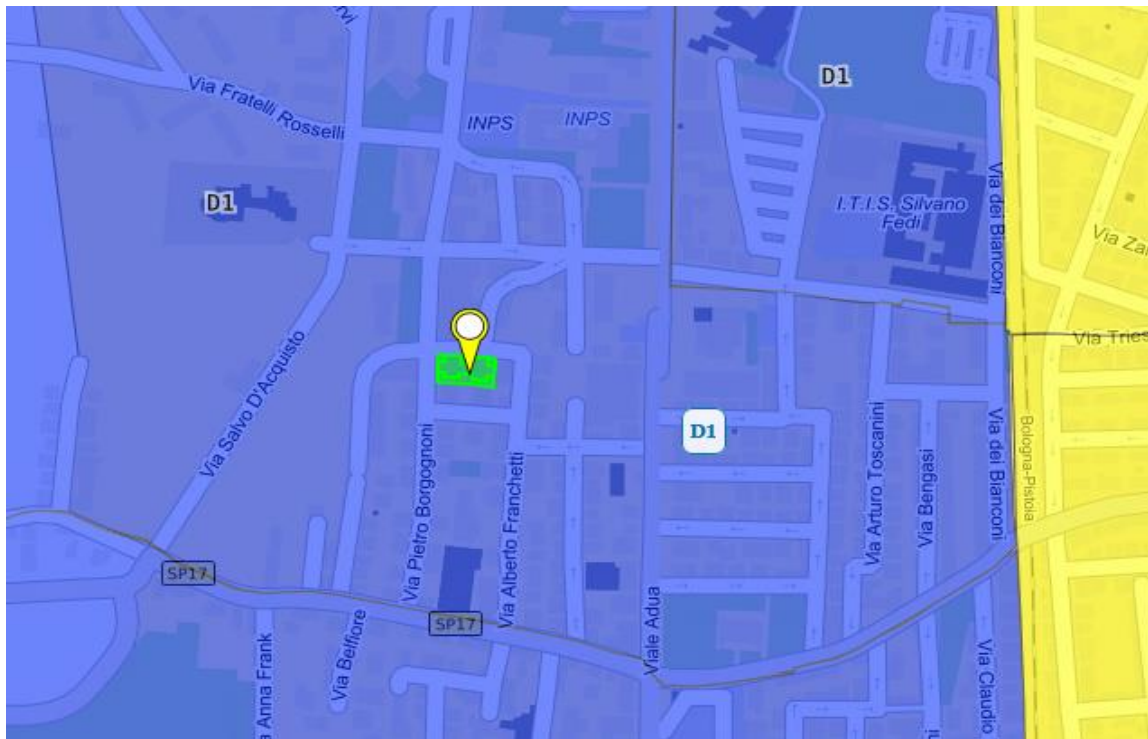 D1
Via Fratelli
Rosselli
INPS
INPS
D1
I.T.I.S. Silvano
Fedi
Via dei Bianconi
Via Salvo D'Acquisto
D1
Via Pietro Borgognoni
Via Alberto Franchetti
Via Arturo Toscanini
Via Bengasi
Via dei Bianconi
Bologna-Pistoia
SP17
SP17
Via Belfiore
Viale Adua
Via Claudio